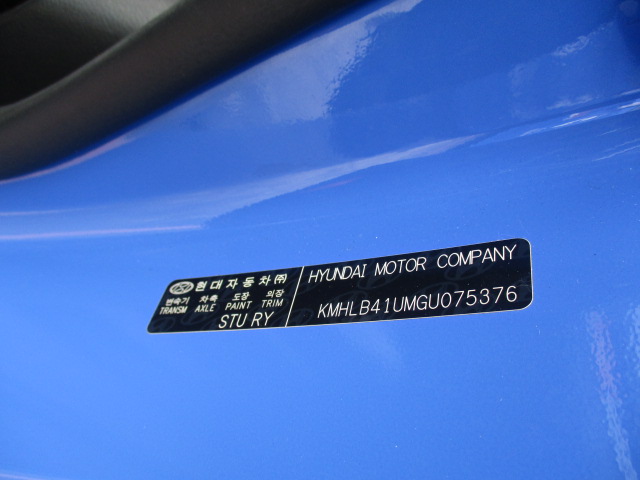 현대자동차㈜
변속기 차축 도장 의장
TRANSM AXLE PAINT TRIM
STU RY
HYUNDAI MOTOR COMPANY
KMHLB41UMGU075376